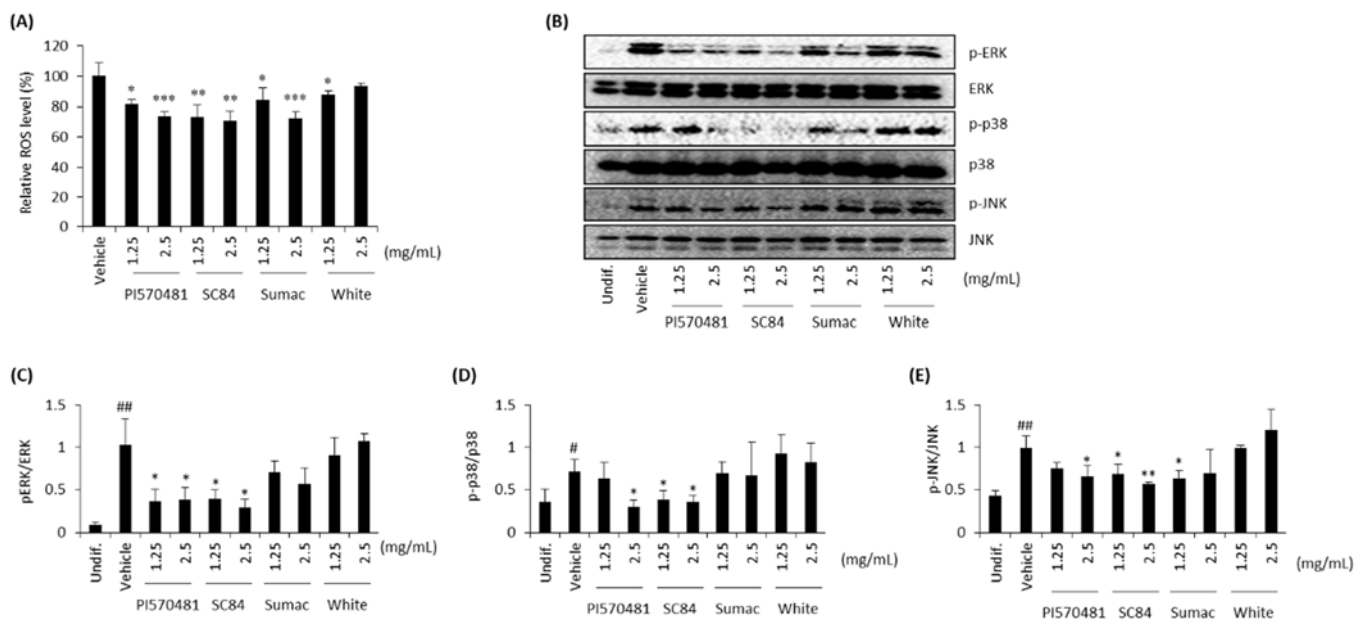 (A)
Relative ROS level (%)
120
100
80
60
40
20
0
* *** ** ** * *** *
Vehicle 1.25 2.5 1.25 2.5 1.25 2.5 1.25 2.5 (mg/mL)
PI570481 SC84 Sumac White
(B)
p-ERK
ERK
p-p38
p38
p-JNK
JNK
Undif. Vehicle 1.25 2.5 1.25 2.5 1.25 2.5 1.25 2.5 (mg/mL)
PI570481 SC84 Sumac White
(C)
pERK/ERK
1.5
1
0.5
0
## * * * *
Undif. Vehicle 1.25 2.5 1.25 2.5 1.25 2.5 1.25 2.5 (mg/mL)
PI570481 SC84 Sumac White
(D)
p-p38/p38
1.5
1
0.5
0
# * * *
Undif. Vehicle 1.25 2.5 1.25 2.5 1.25 2.5 1.25 2.5 (mg/mL)
PI570481 SC84 Sumac White
(E)
p-JNK/JNK
1.5
1
0.5
0
## * * ** *
Undif. Vehicle 1.25 2.5 1.25 2.5 1.25 2.5 1.25 2.5 (mg/mL)
PI570481 SC84 Sumac White